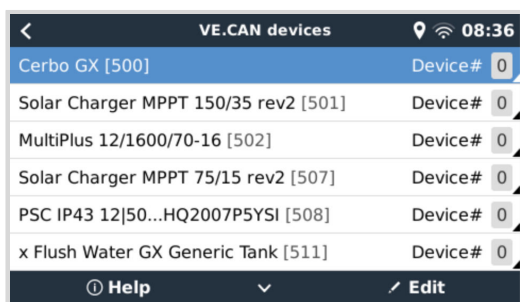 VE.CAN devices 08:36
Cerbo GX [500] Device# 0
Solar Charger MPPT 150/35 rev2 [501] Device# 0
MultiPlus 12/1600/70-16 [502] Device# 0
Solar Charger MPPT 75/15 rev2 [507] Device# 0
PSC IP43 12|50...HQ2007P5YSI [508] Device# 0
x Flush Water GX Generic Tank [511] Device# 0
Help Edit